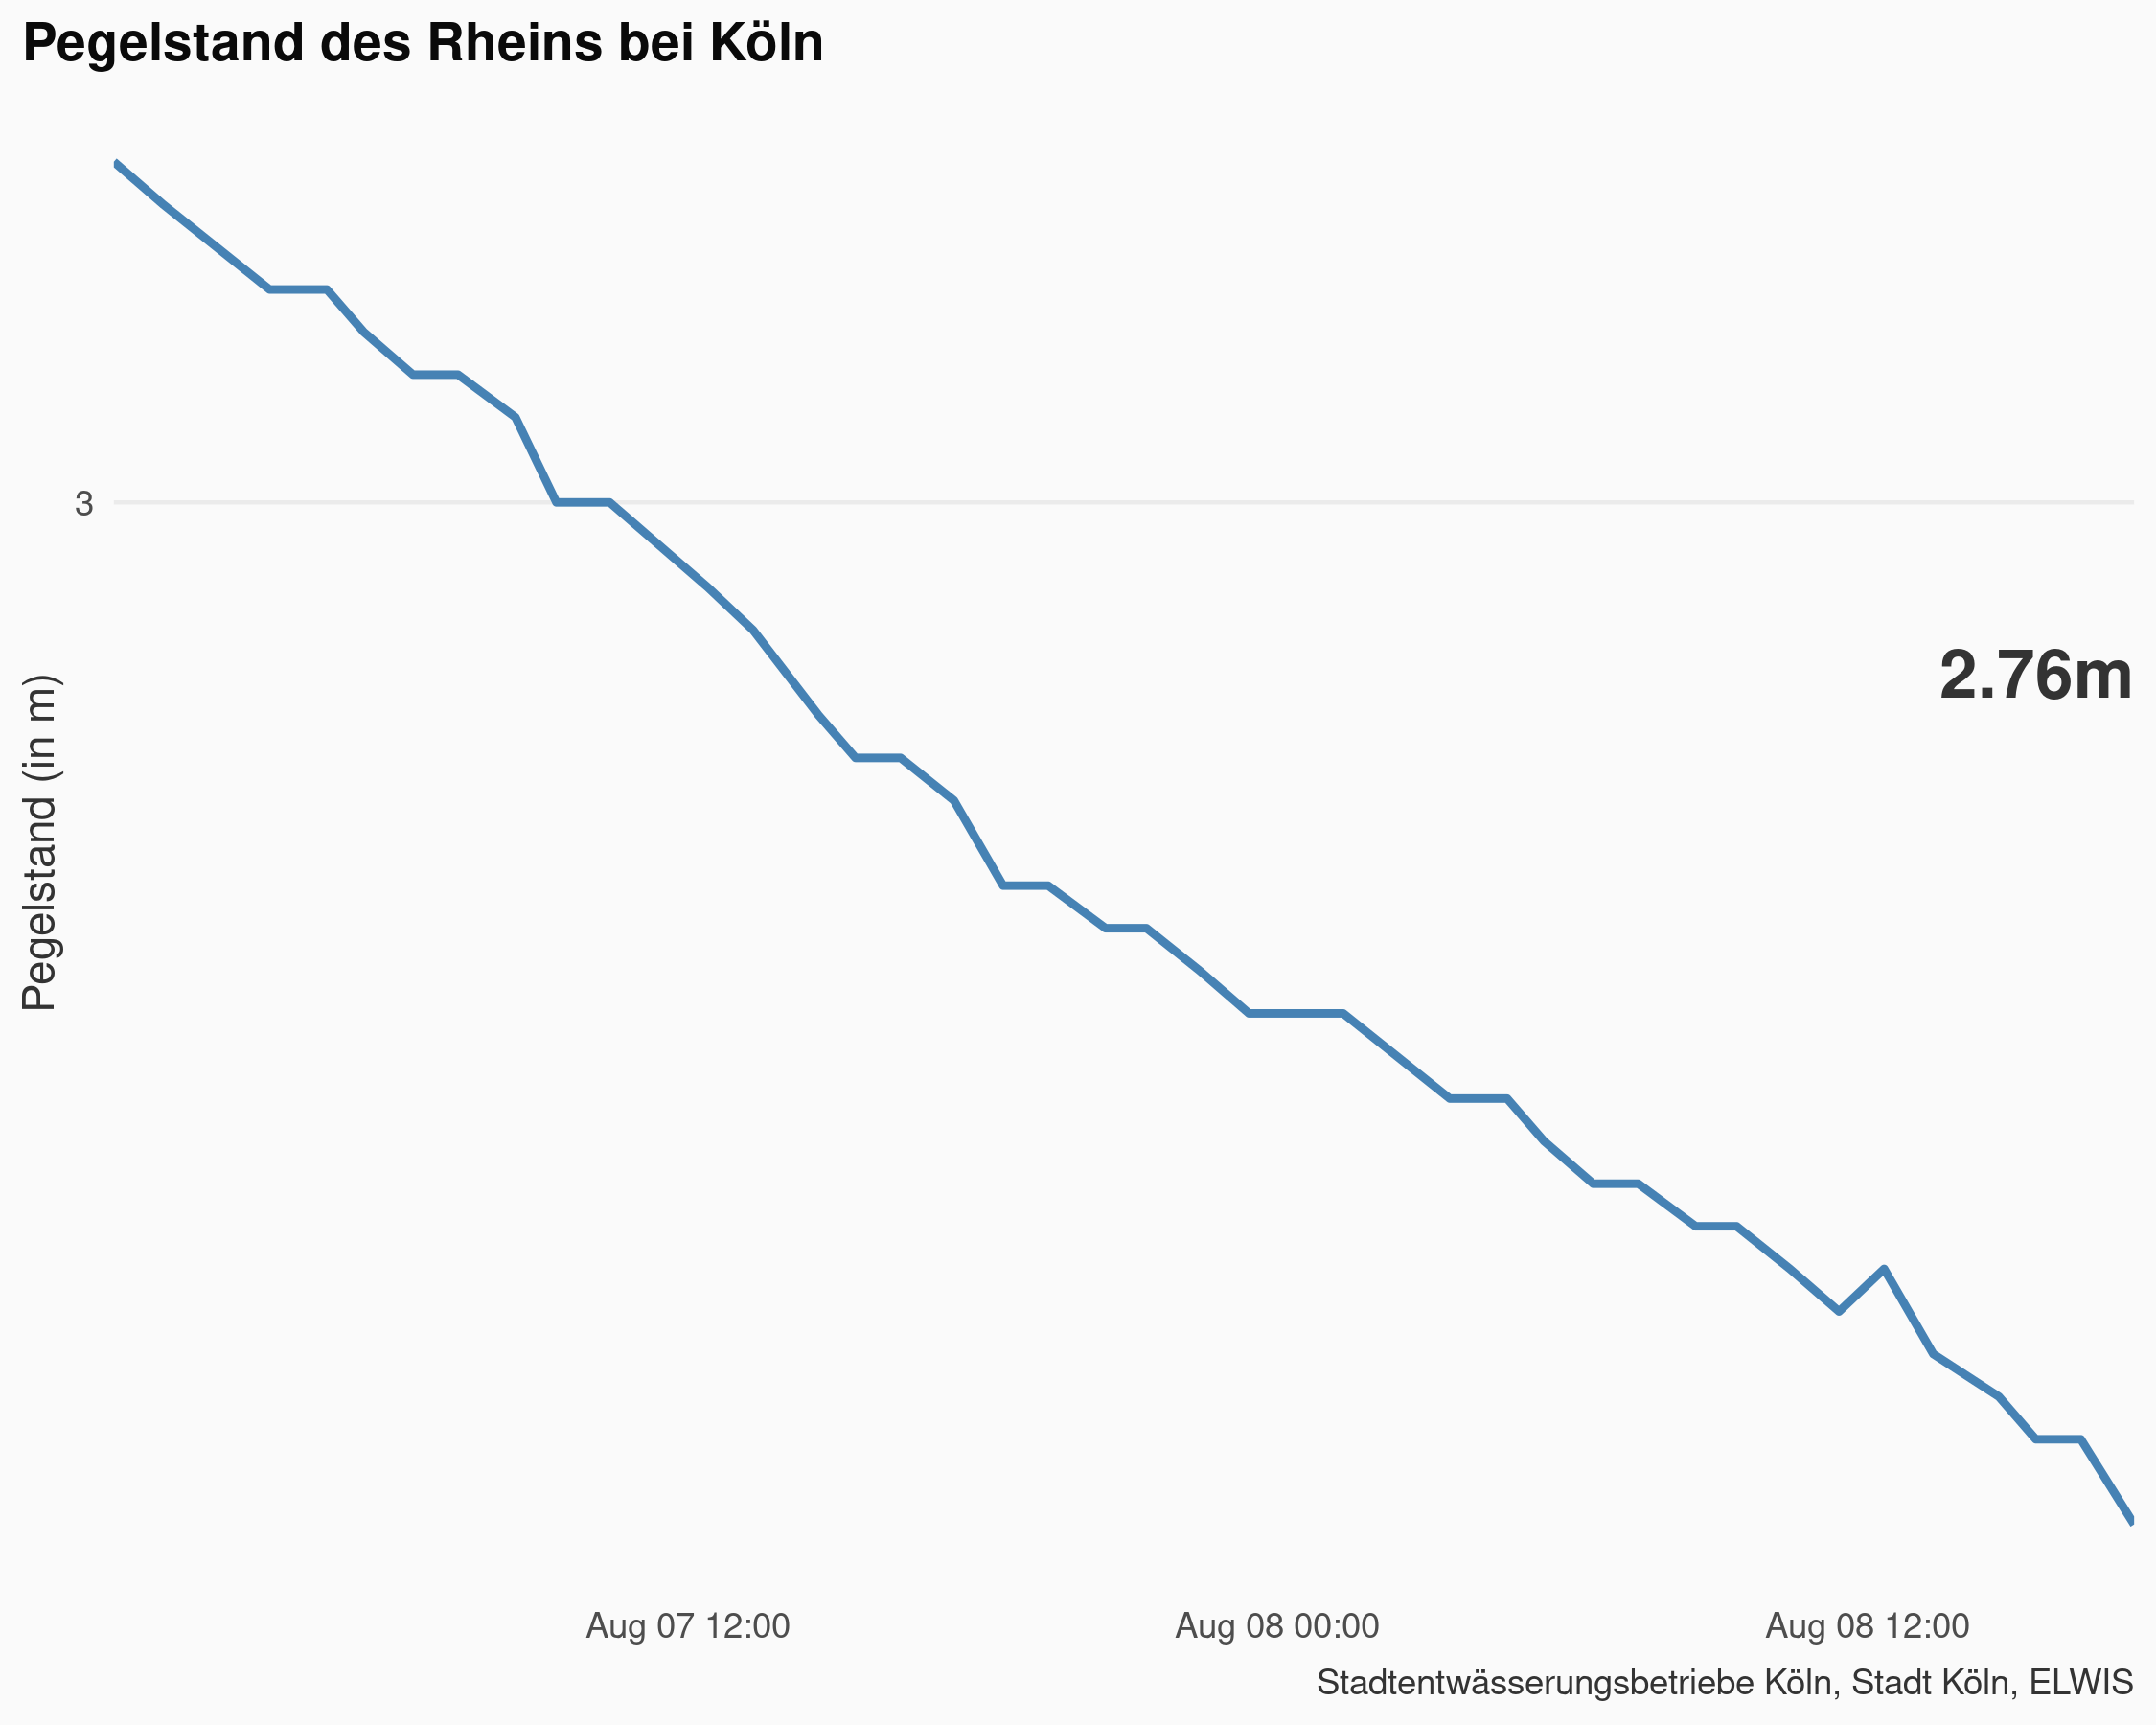 Pegelstand des Rheins bei Köln
3
2.76m
Pegelstand (in m)
Aug 07 12:00
Aug 08 00:00
Aug 08 12:00
Stadtentwässerungsbetriebe Köln, Stadt Köln, ELWIS